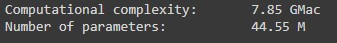 Computational complexity: 7.85 GMac
Number of parameters: 44.55 M